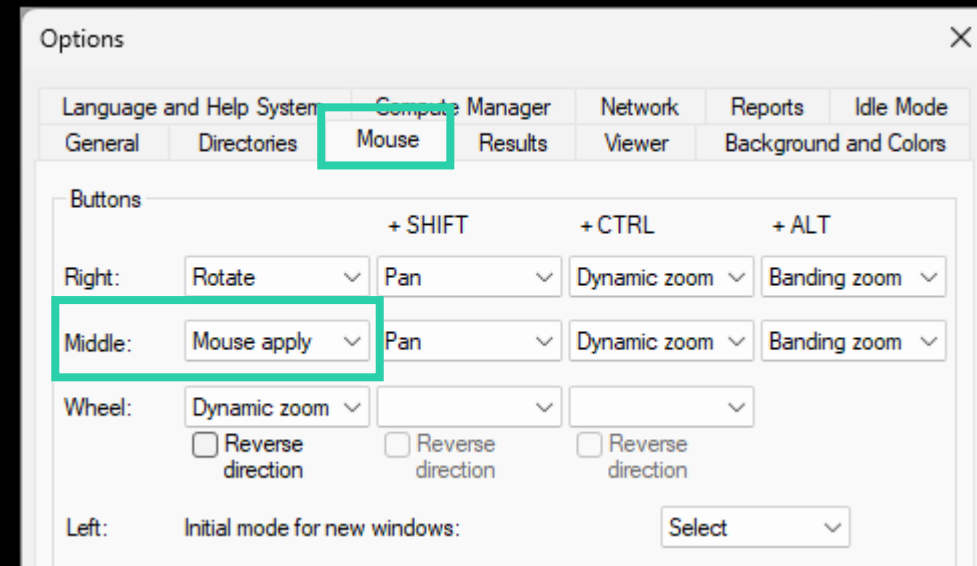 Options
Language and Help System Compute Manager Network Reports Idle Mode
General Directories Mouse Results Viewer Background and Colors
Buttons
+ SHIFT + CTRL + ALT
Right: Rotate Pan Dynamic zoom Banding zoom
Middle: Mouse apply Pan Dynamic zoom Banding zoom
Wheel: Dynamic zoom
Reverse direction Reverse direction Reverse direction
Left: Initial mode for new windows: Select